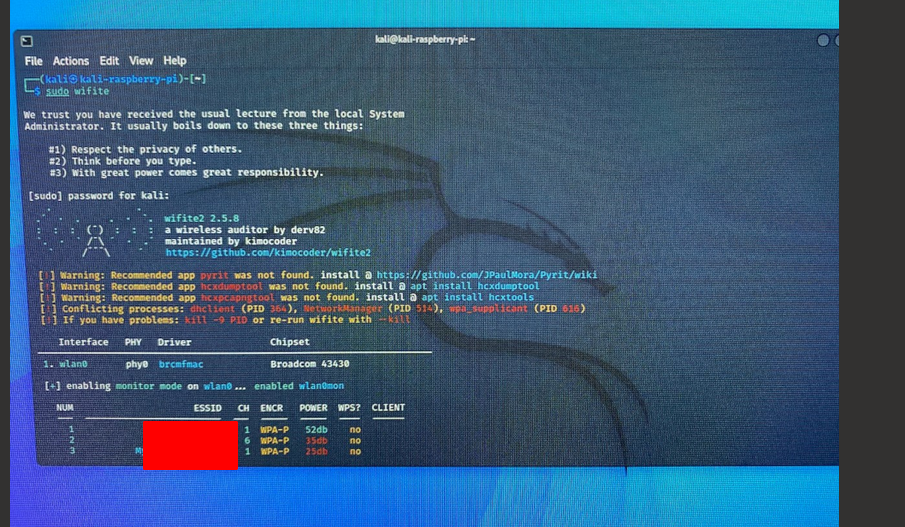 kali@kali-raspberry-pi: ~
File Actions Edit View Help
┌──(kali㉿kali-raspberry-pi)-[~]
└─$ sudo wifite
We trust you have received the usual lecture from the local System
Administrator. It usually boils down to these three things:
#1) Respect the privacy of others.
#2) Think before you type.
#3) With great power comes great responsibility.
[sudo] password for kali:
wifite2 2.5.8
a wireless auditor by derv82
maintained by kimocoder
https://github.com/kimocoder/wifite2
[!] Warning: Recommended app pyrit was not found. install @ https://github.com/JPaulMora/Pyrit/wiki
[!] Warning: Recommended app hcxdumptool was not found. install @ apt install hcxdumptool
[!] Warning: Recommended app hcxpcapngtool was not found. install @ apt install hcxtools
[!] Conflicting processes: dhclient (PID 364), NetworkManager (PID 514), wpa_supplicant (PID 616)
[!] If you have problems: kill -9 PID or re-run wifite with --kill
Interface PHY Driver Chipset
1. wlan0 phy0 brcmfmac Broadcom 43430
[+] enabling monitor mode on wlan0... enabled wlan0mon
NUM ESSID CH ENCR POWER WPS? CLIENT
1 1 WPA-P 52db no
2 6 WPA-P 35db no
3 1 WPA-P 25db no